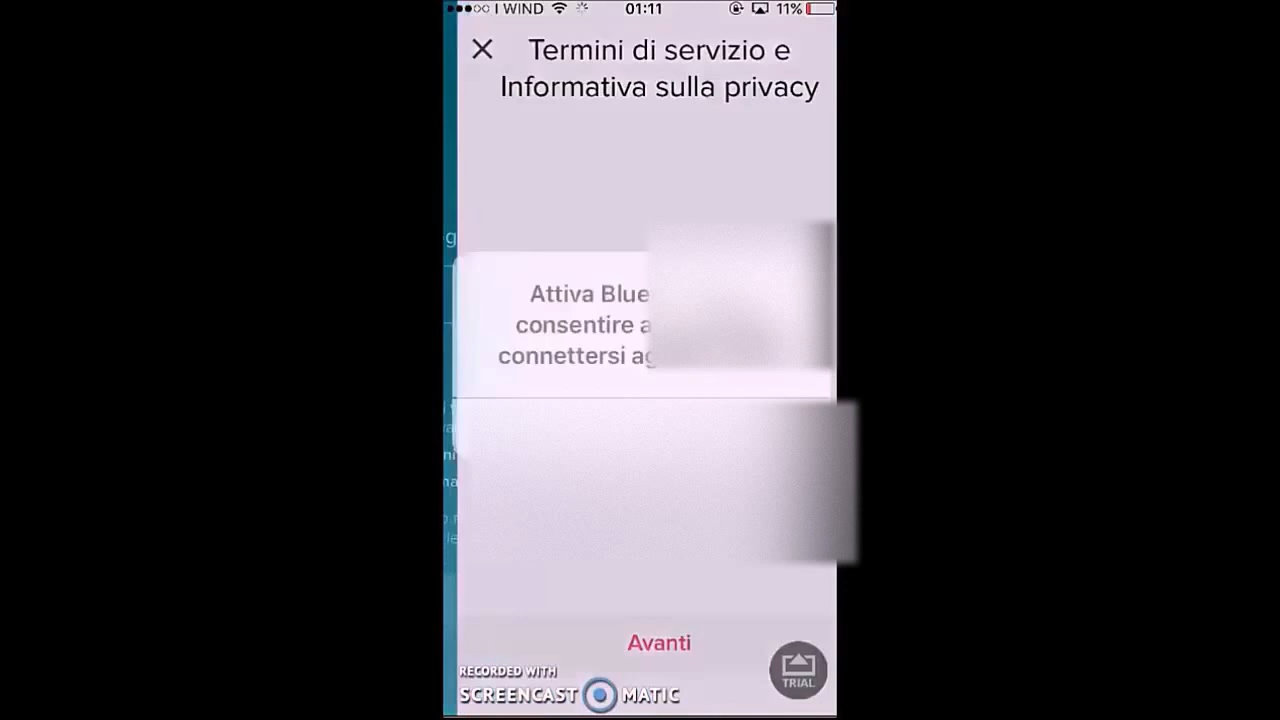 I WIND 01:11 11%
Termini di servizio e
Informativa sulla privacy
Attiva Blue
consentire a
connettersi ag
Avanti
TRIAL
RECORDED WITH
SCREENCAST MATIC